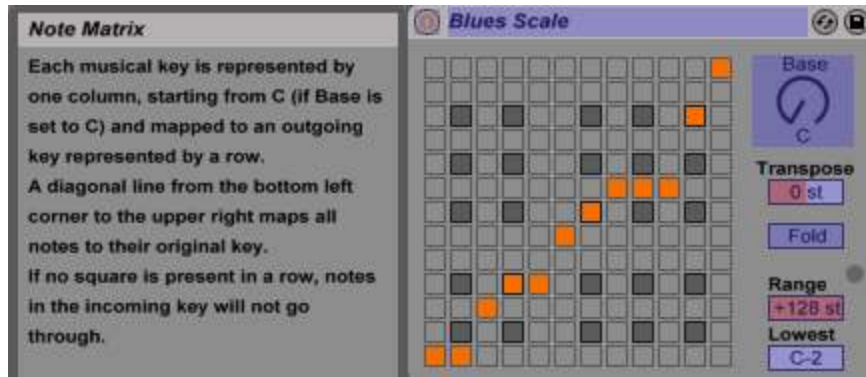 Note Matrix
Each musical key is represented by
one column, starting from C (if Base is
set to C) and mapped to an outgoing
key represented by a row.
A diagonal line from the bottom left
corner to the upper right maps all
notes to their original key.
If no square is present in a row, notes
in the incoming key will not go
through.
Blues Scale
Base
C
Transpose
0 st
Fold
Range
+128 st
Lowest
C-2